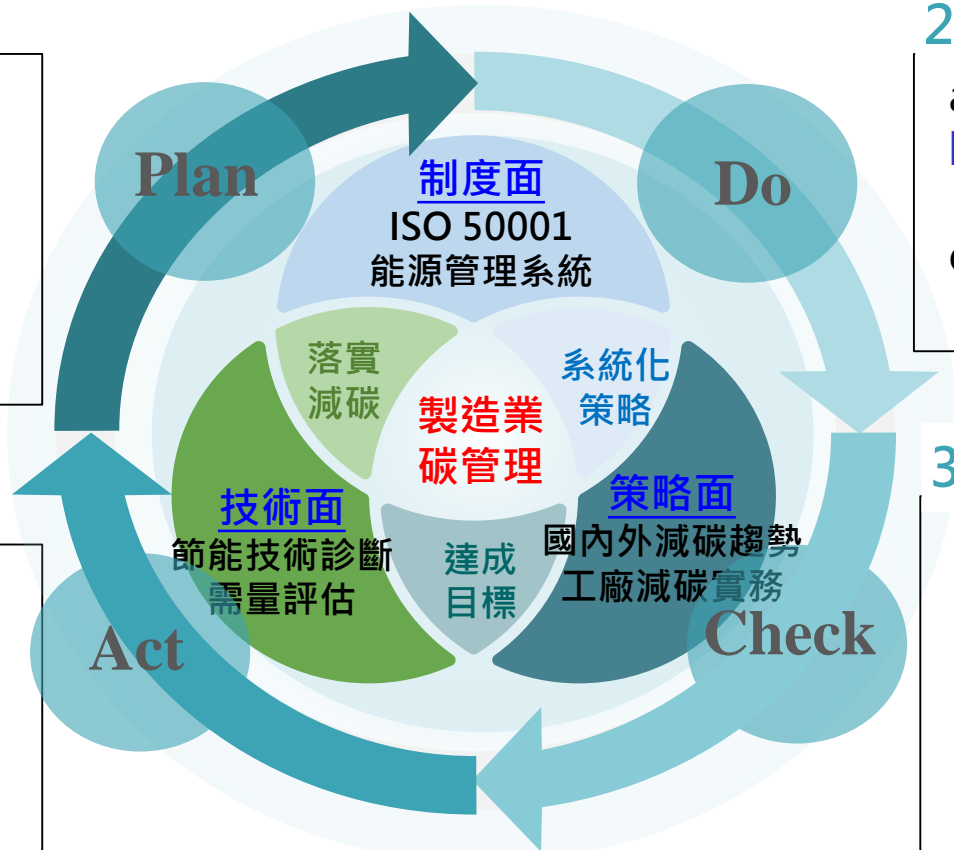 2
a
Plan
Do
制度面
ISO 50001
能源管理系統
落實
減碳
系統化
策略
製造業
碳管理
3
技術面
節能技術診斷
需量評估
策略面
國內外減碳趨勢
工廠減碳實務
達成
目標
Act
Check